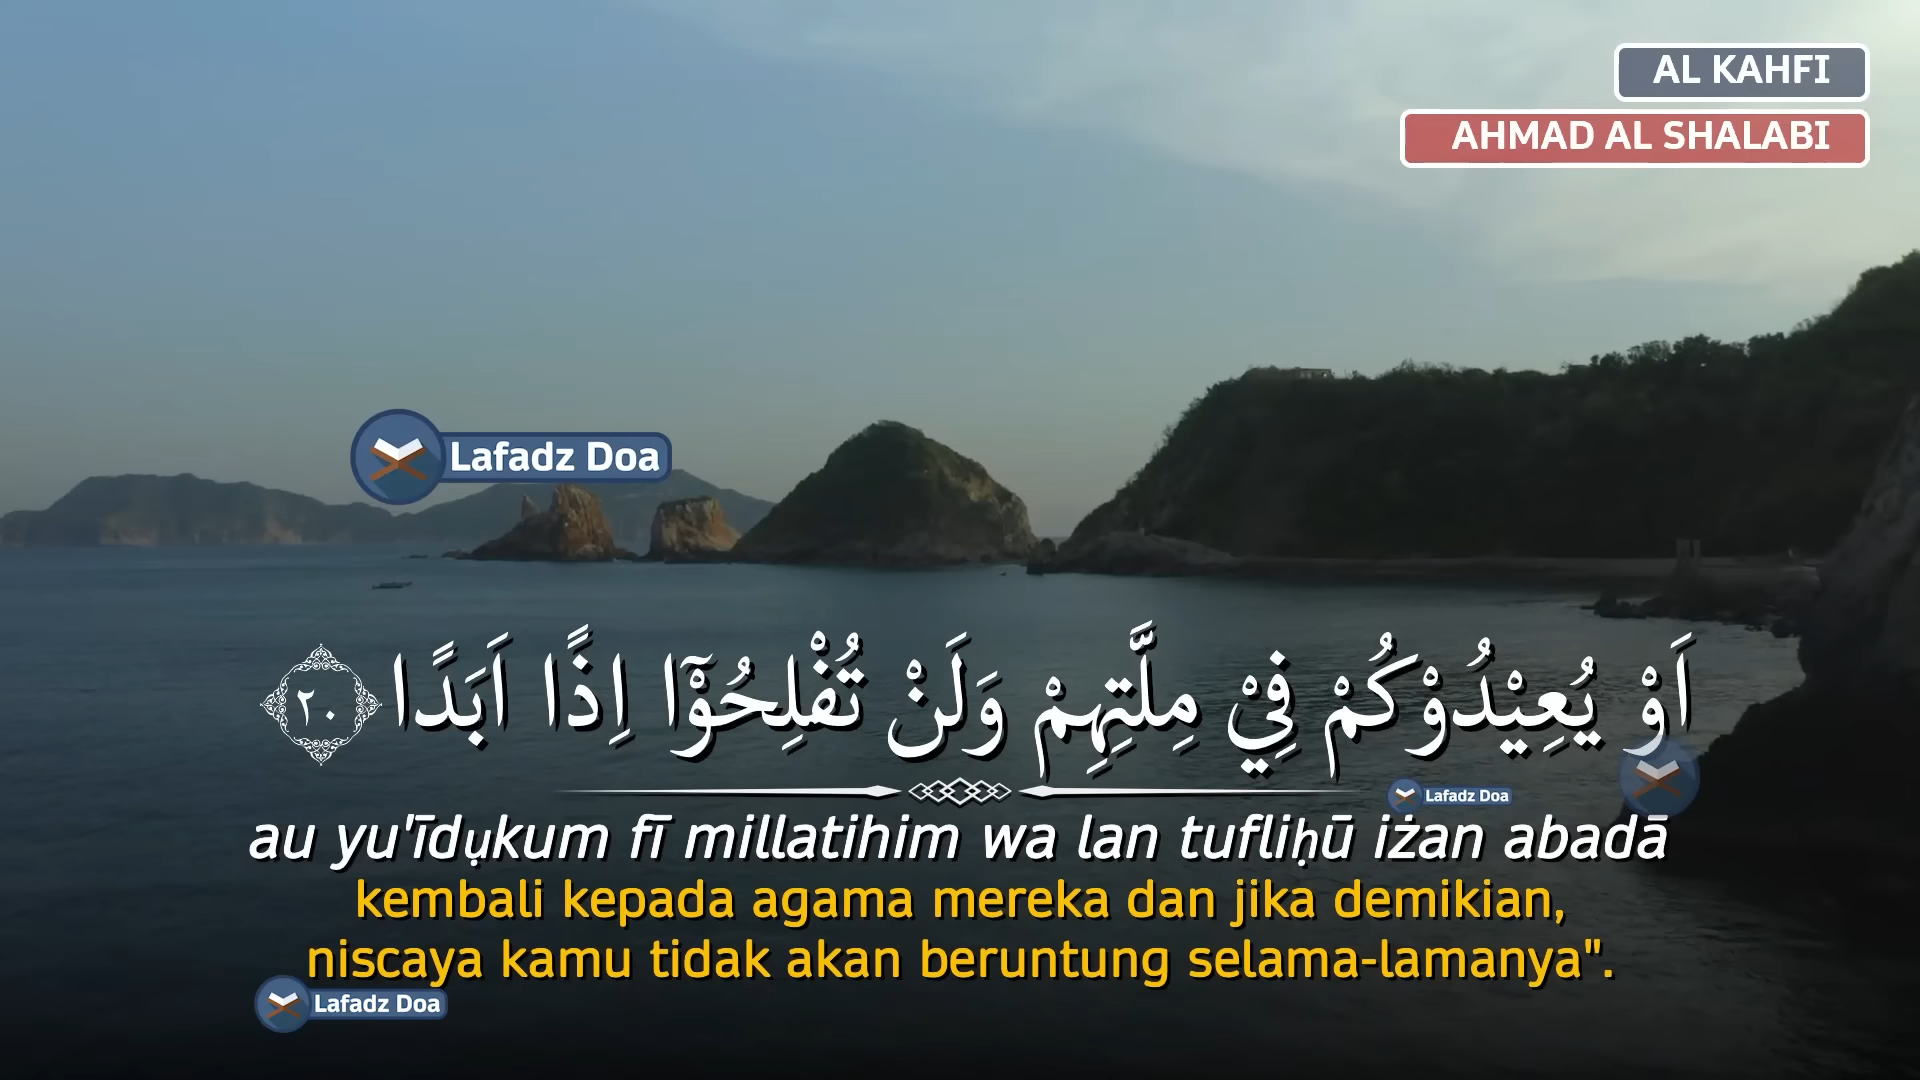 AL KAHFI
AHMAD AL SHALABI
Lafadz Doa
اَوْ يُعِيْدُوْكُمْ فِيْ مِلَّتِهِمْ وَلَنْ تُفْلِحُوْٓا اِذًا اَبَدًا ٢٠
Lafadz Doa
au yu'īdụkum fī millatihim wa lan tufliḥū iżan abadā
kembali kepada agama mereka dan jika demikian,
niscaya kamu tidak akan beruntung selama-lamanya".
Lafadz Doa